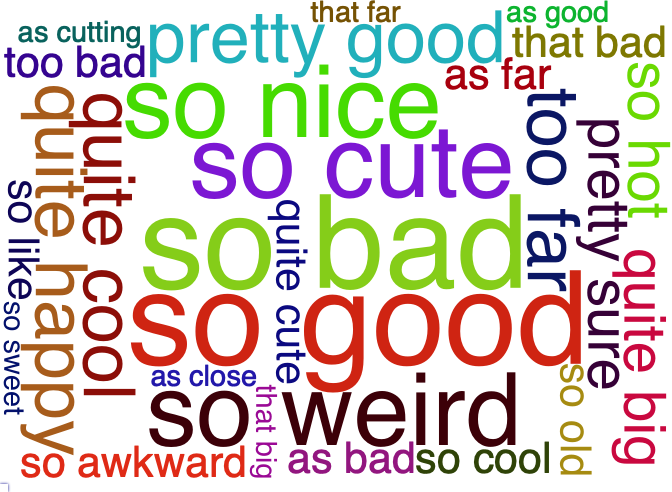 that far
as good
as cutting
pretty good
that bad
too bad
as far
so nice
so hot
quite happy
quite cool
too far
pretty sure
so cute
so like
so bad
quite cute
quite big
so good
so sweet
as close
so weird
that big
so old
so awkward
as bad
so cool